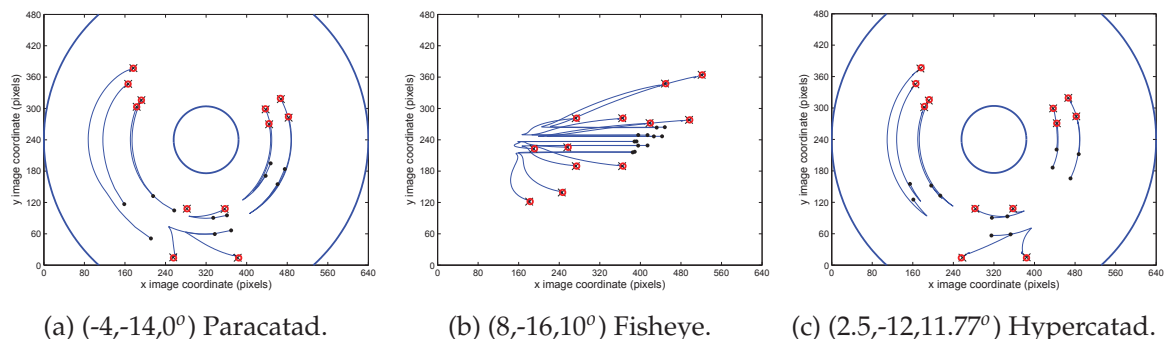 480
420
360
300
240
180
120
60
0
0 80 160 240 320 400 480 560 640
y image coordinate (pixels)
x image coordinate (pixels)
(a) (-4,-14,0º) Paracatad.
480
420
360
300
240
180
120
60
0
0 80 160 240 320 400 480 560 640
y image coordinate (pixels)
x image coordinate (pixels)
(b) (8,-16,10º) Fisheye.
480
420
360
300
240
180
120
60
0
0 80 160 240 320 400 480 560 640
y image coordinate (pixels)
x image coordinate (pixels)
(c) (2.5,-12,11.77º) Hypercatad.